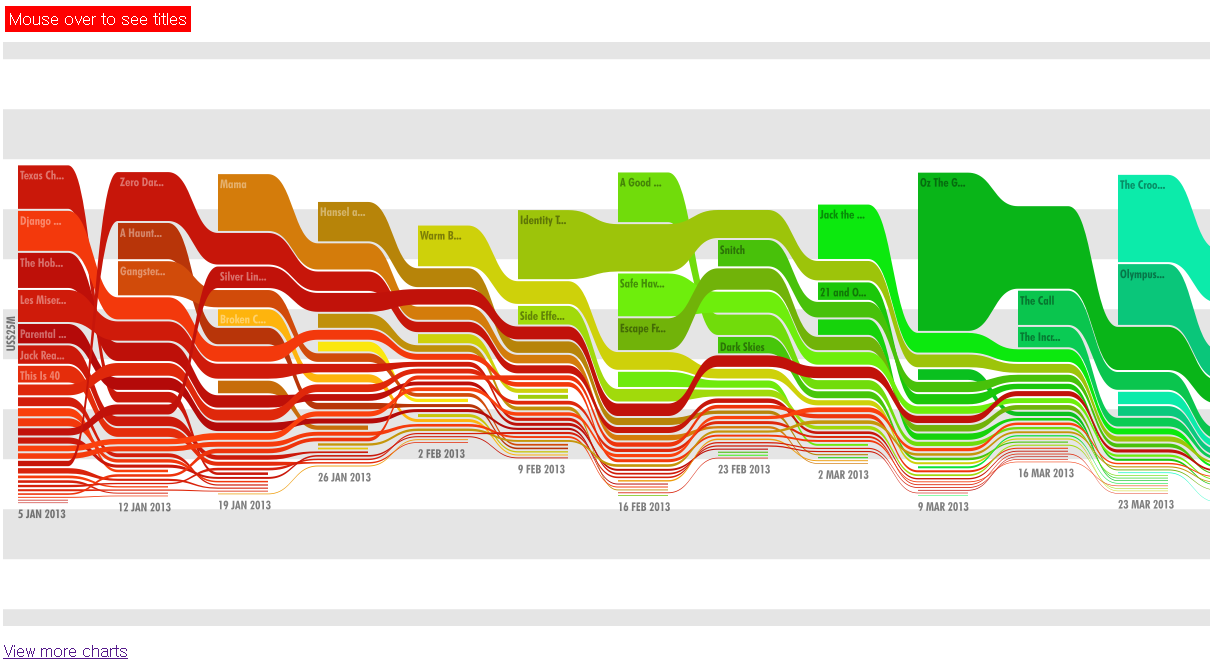 Mouse over to see titles
Texas Ch...
Django ...
The Hob...
Les Miser...
Parental ...
Jack Rea...
This Is 40
5 JAN 2013
Zero Dar...
A Haunt...
Gangster...
12 JAN 2013
Mama
Silver Lin...
Broken C...
19 JAN 2013
Hansel a...
26 JAN 2013
Warm B...
2 FEB 2013
Identity T...
Side Effe...
9 FEB 2013
A Good ...
Safe Hav...
Escape Fr...
16 FEB 2013
Snitch
Dark Skies
23 FEB 2013
Jack the ...
21 and O...
2 MAR 2013
Oz The G...
9 MAR 2013
The Call
The Incr...
16 MAR 2013
The Croo...
Olympus...
23 MAR 2013
US$25M
View more charts